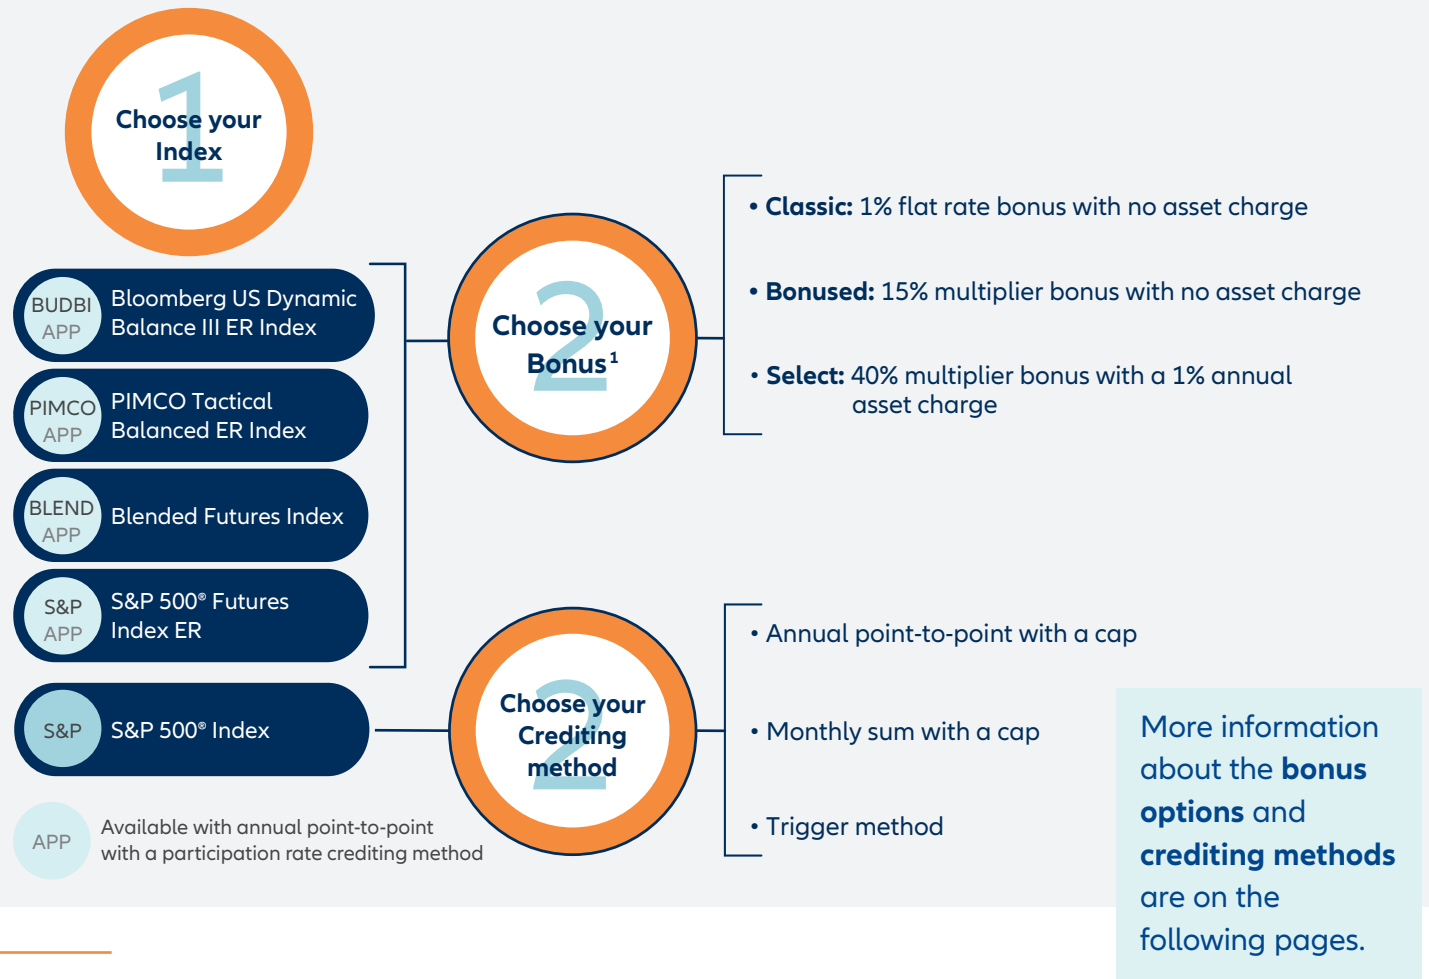 1
Choose your
Index
BUDBI
APP
Bloomberg US Dynamic
Balance III ER Index
PIMCO
APP
PIMCO Tactical
Balanced ER Index
BLEND
APP
Blended Futures Index
S&P
APP
S&P 500® Futures
Index ER
S&P
S&P 500® Index
APP
Available with annual point-to-point
with a participation rate crediting method
2
Choose your
Bonus¹
• Classic: 1% flat rate bonus with no asset charge
• Bonused: 15% multiplier bonus with no asset charge
• Select: 40% multiplier bonus with a 1% annual
asset charge
2
Choose your
Crediting
method
• Annual point-to-point with a cap
• Monthly sum with a cap
• Trigger method
More information
about the bonus
options and
crediting methods
are on the
following pages.